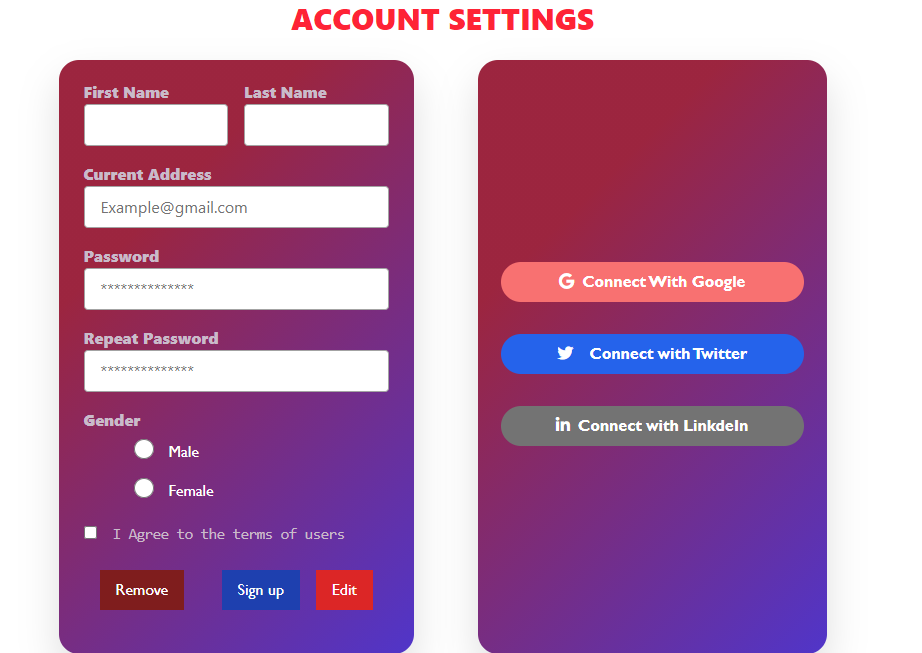 ACCOUNT SETTINGS
First Name Last Name
Current Address
Example@gmail.com
Password
**************
Repeat Password
**************
Gender
Male
Female
I Agree to the terms of users
Remove Sign up Edit
Connect With Google
Connect with Twitter
in Connect with LinkdeIn